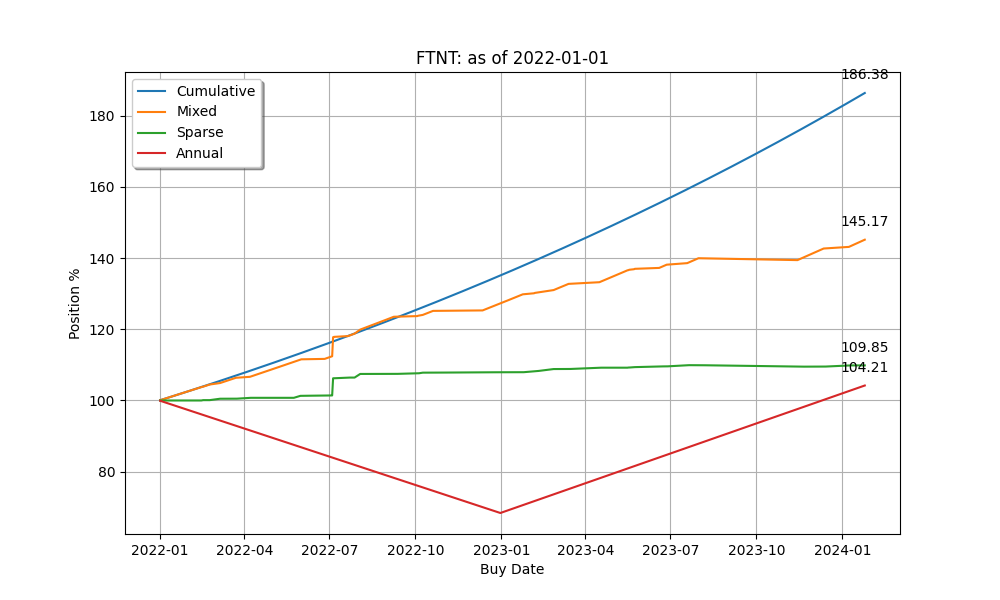 FTNT: as of 2022-01-01
186.38
Cumulative
Mixed
Sparse
Annual
180
160
145.17
140
120
109.85
104.21
100
80
Position %
2022-01 2022-04 2022-07 2022-10 2023-01 2023-04 2023-07 2023-10 2024-01
Buy Date